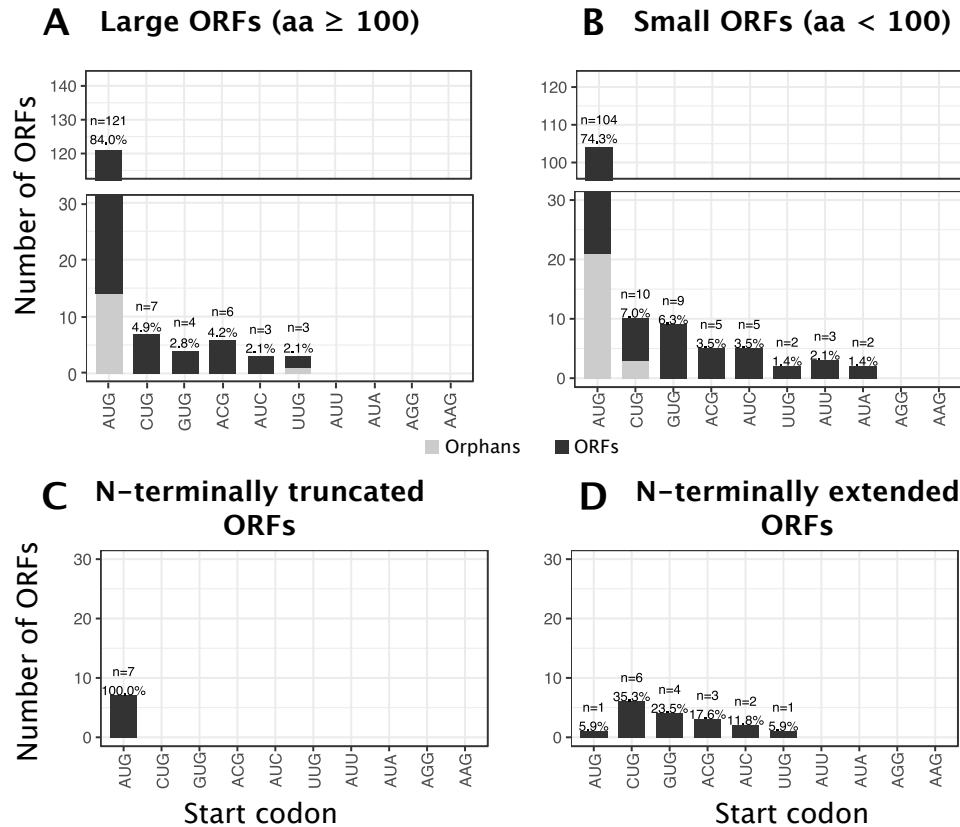 A Large ORFs (aa ≥ 100)
Number of ORFs
140
130
120
30
20
10
0
n=121
84.0%
n=7
4.9%
n=4
2.8%
n=6
4.2%
n=3
2.1%
n=3
2.1%
AUG CUG GUG ACG AUC UUG AUU AUA AGG AAG
B Small ORFs (aa < 100)
120
110
100
30
20
10
0
n=104
74.3%
n=10
7.0%
n=9
6.3%
n=5
3.5%
n=5
3.5%
n=2
1.4%
n=3
2.1%
n=2
1.4%
AUG CUG GUG ACG AUC UUG AUU AUA AGG AAG
Orphans ORFs
C N-terminally truncated
ORFs
Number of ORFs
30
20
10
0
n=7
100.0%
AUG CUG GUG ACG AUC UUG AUU AUA AGG AAG
Start codon
D N-terminally extended
ORFs
30
20
10
0
n=1
5.9%
n=6
35.3%
n=4
23.5%
n=3
17.6%
n=2
11.8%
n=1
5.9%
AUG CUG GUG ACG AUC UUG AUU AUA AGG AAG
Start codon